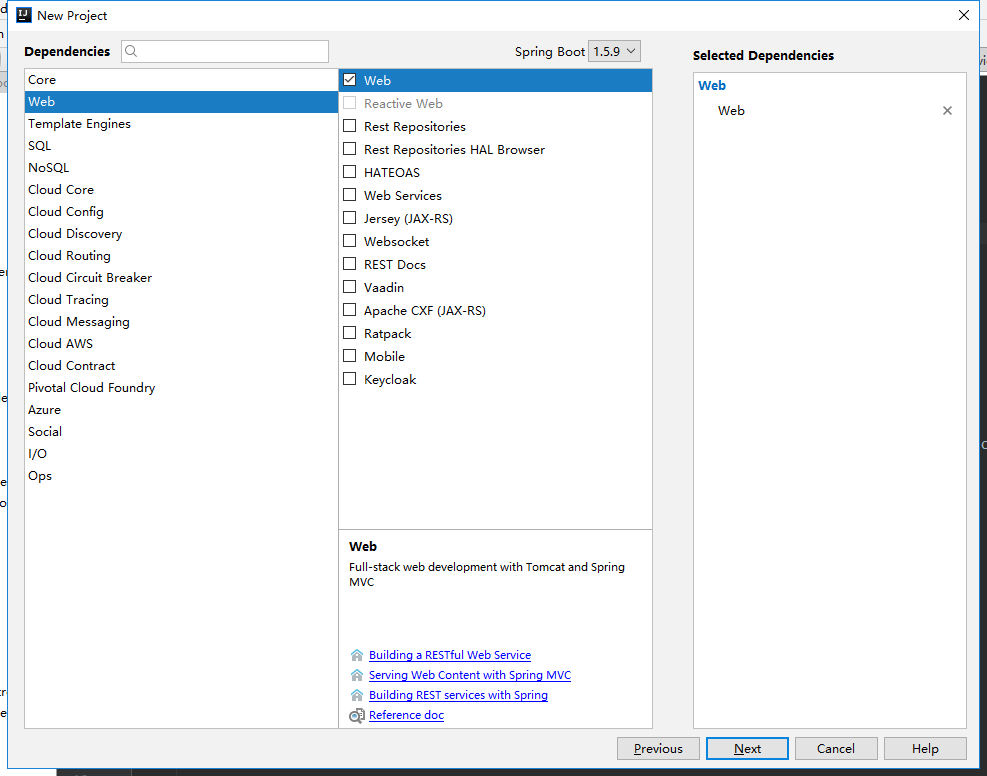 New Project
Dependencies
Spring Boot 1.5.9
Selected Dependencies
Core
Web
Template Engines
SQL
NoSQL
Cloud Core
Cloud Config
Cloud Discovery
Cloud Routing
Cloud Circuit Breaker
Cloud Tracing
Cloud Messaging
Cloud AWS
Cloud Contract
Pivotal Cloud Foundry
Azure
Social
I/O
Ops
Web
Reactive Web
Rest Repositories
Rest Repositories HAL Browser
HATEOAS
Web Services
Jersey (JAX-RS)
Websocket
REST Docs
Vaadin
Apache CXF (JAX-RS)
Ratpack
Mobile
Keycloak
Web
Full-stack web development with Tomcat and Spring
MVC
Building a RESTful Web Service
Serving Web Content with Spring MVC
Building REST services with Spring
Reference doc
Web
Web
Previous
Next
Cancel
Help